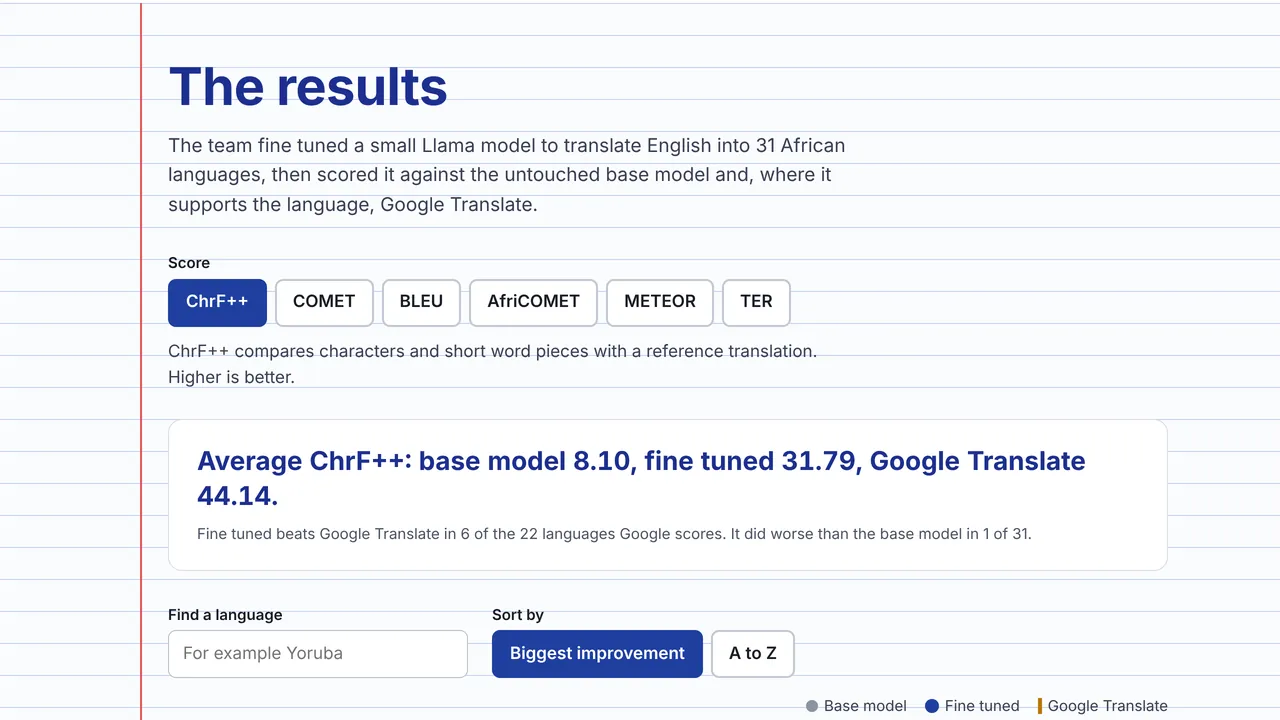 The results
The team fine tuned a small Llama model to translate English into 31 African
languages, then scored it against the untouched base model and, where it
supports the language, Google Translate.
Score
ChrF++ COMET BLEU AfriCOMET METEOR TER
ChrF++ compares characters and short word pieces with a reference translation.
Higher is better.
Average ChrF++: base model 8.10, fine tuned 31.79, Google Translate
44.14.
Fine tuned beats Google Translate in 6 of the 22 languages Google scores. It did worse than the base model in 1 of 31.
Find a language Sort by
For example Yoruba Biggest improvement A to Z
Base model Fine tuned Google Translate